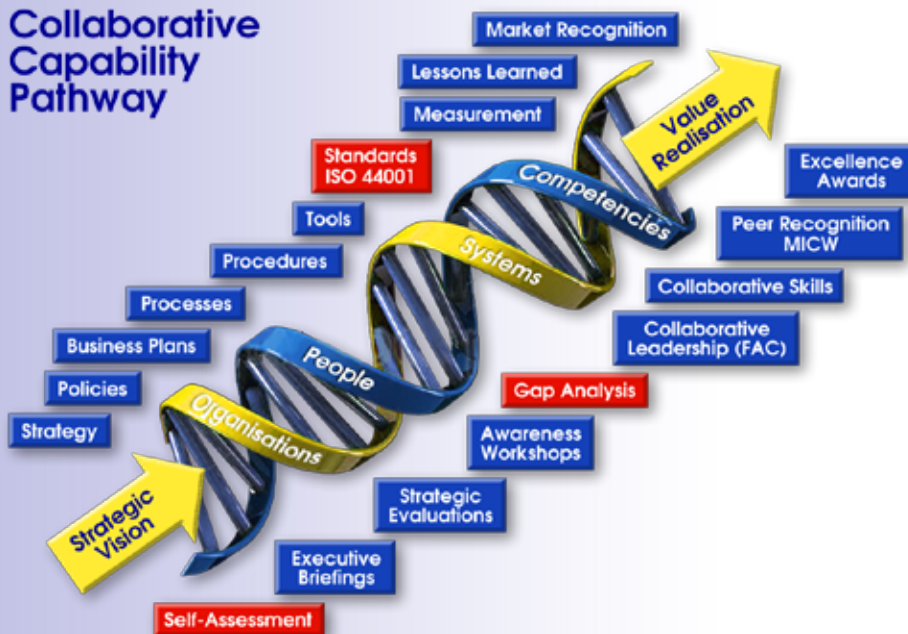 Collaborative
Capability
Pathway
Market Recognition
Lessons Learned
Measurement
Standards
ISO 44001
Tools
Procedures
Processes
Business Plans
Policies
Strategy
Value
Realisation
Competencies
Systems
People
Organisations
Strategic
Vision
Excellence
Awards
Peer Recognition
MICW
Collaborative Skills
Collaborative
Leadership (FAC)
Gap Analysis
Awareness
Workshops
Strategic
Evaluations
Executive
Briefings
Self-Assessment